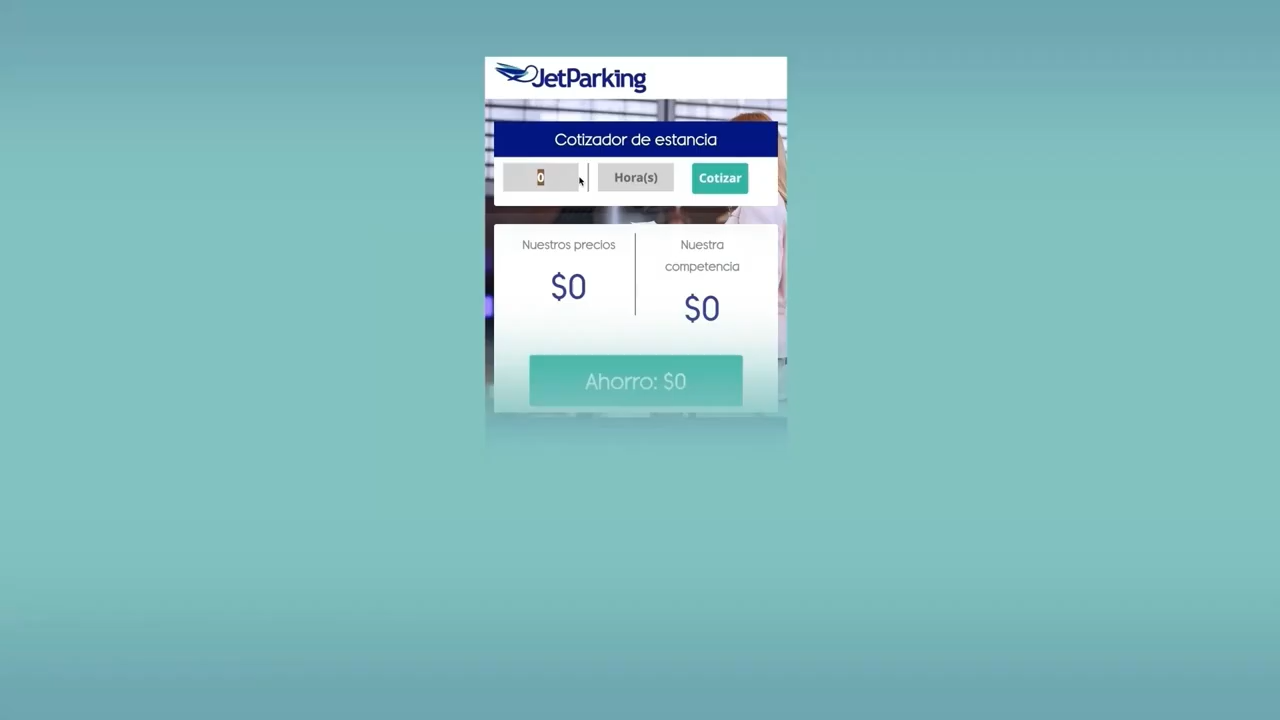 JetParking
Cotizador de estancia
0 Hora(s) Cotizar
Nuestros precios
$0
Nuestra
competencia
$0
Ahorro: $0